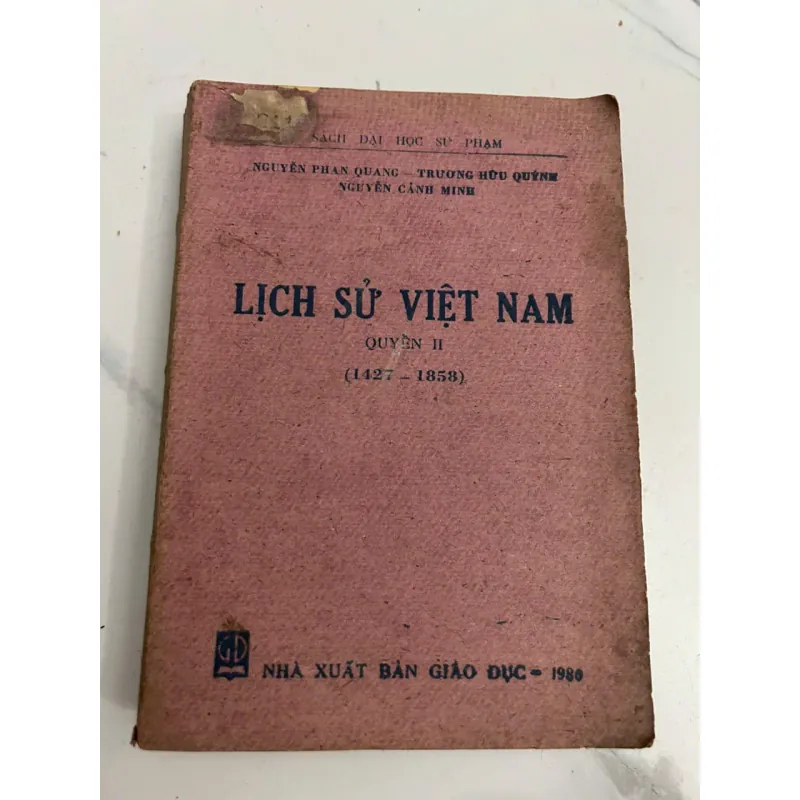 SÁCH ĐẠI HỌC SƯ PHẠM
NGUYỄN PHAN QUANG — TRƯƠNG HỮU QUÝNH
NGUYỄN CẢNH MINH
LỊCH SỬ VIỆT NAM
QUYỂN II
(1427 – 1858)
GD
NHÀ XUẤT BẢN GIÁO DỤC = 1980